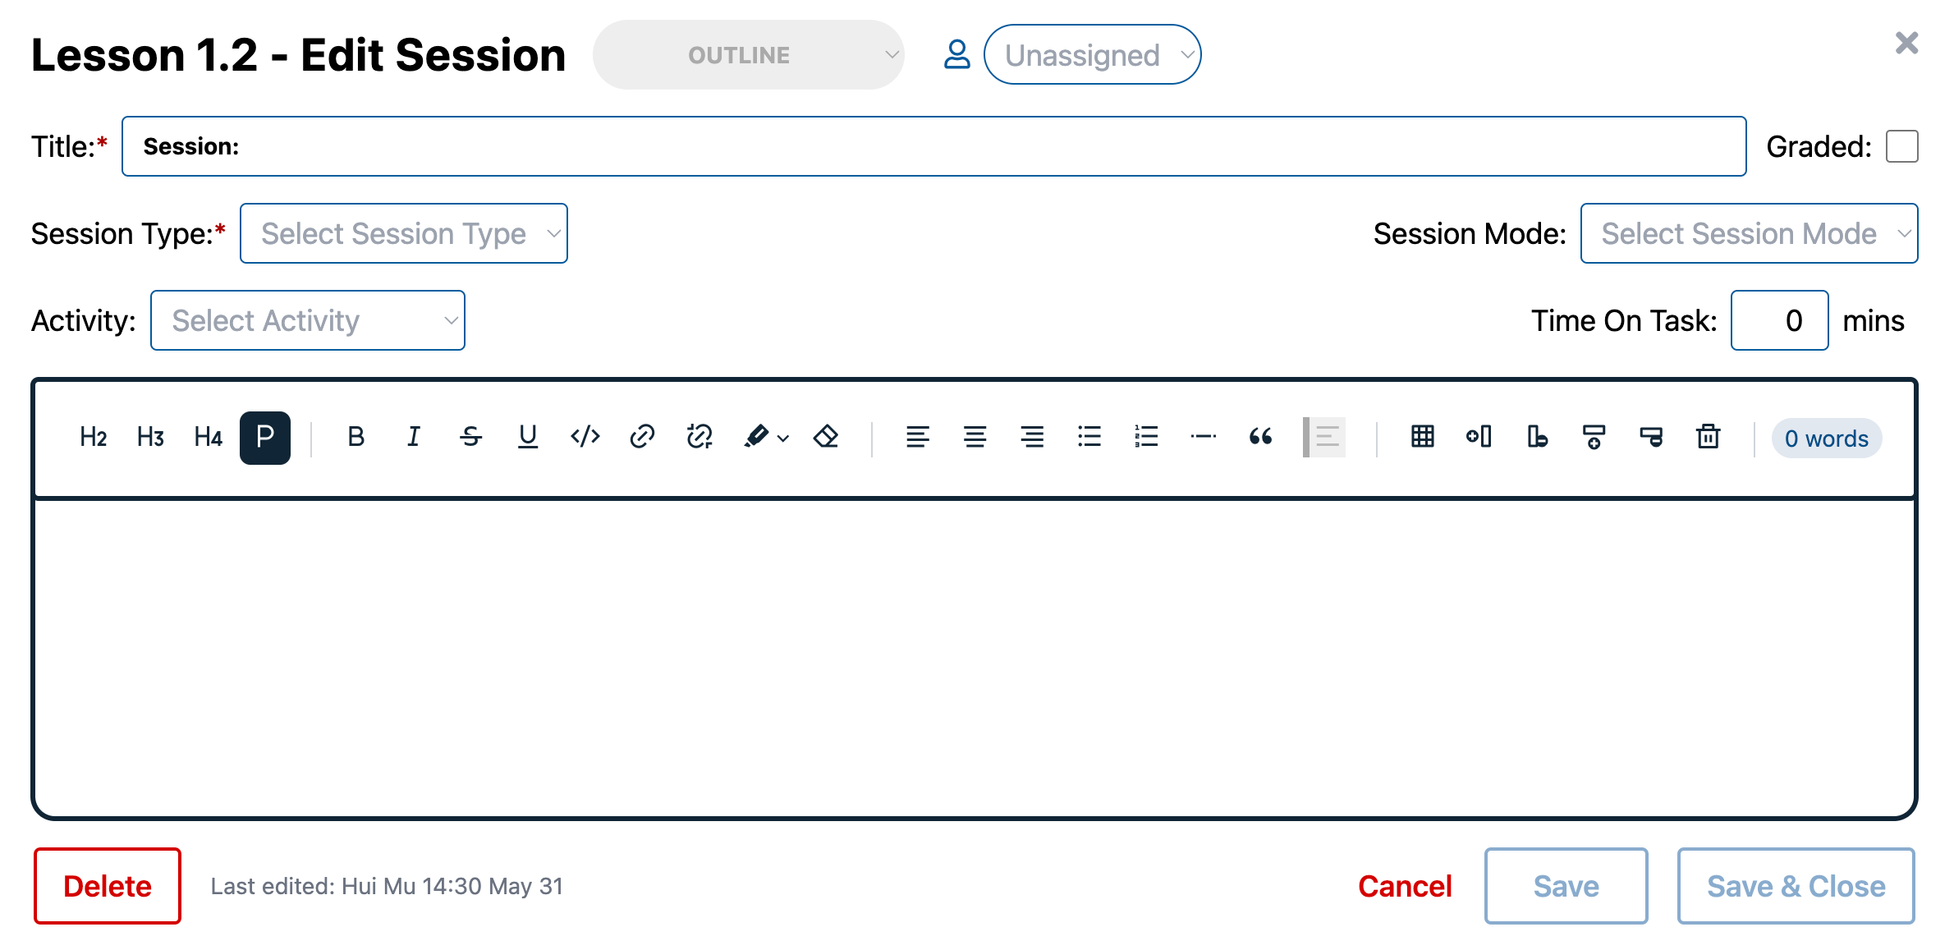 Lesson 1.2 - Edit Session OUTLINE Unassigned
Title:* Session: Graded:
Session Type:* Select Session Type Session Mode: Select Session Mode
Activity: Select Activity Time On Task: 0 mins
H2 H3 H4 P B I S U </> 0 words
Delete Last edited: Hui Mu 14:30 May 31 Cancel Save Save & Close